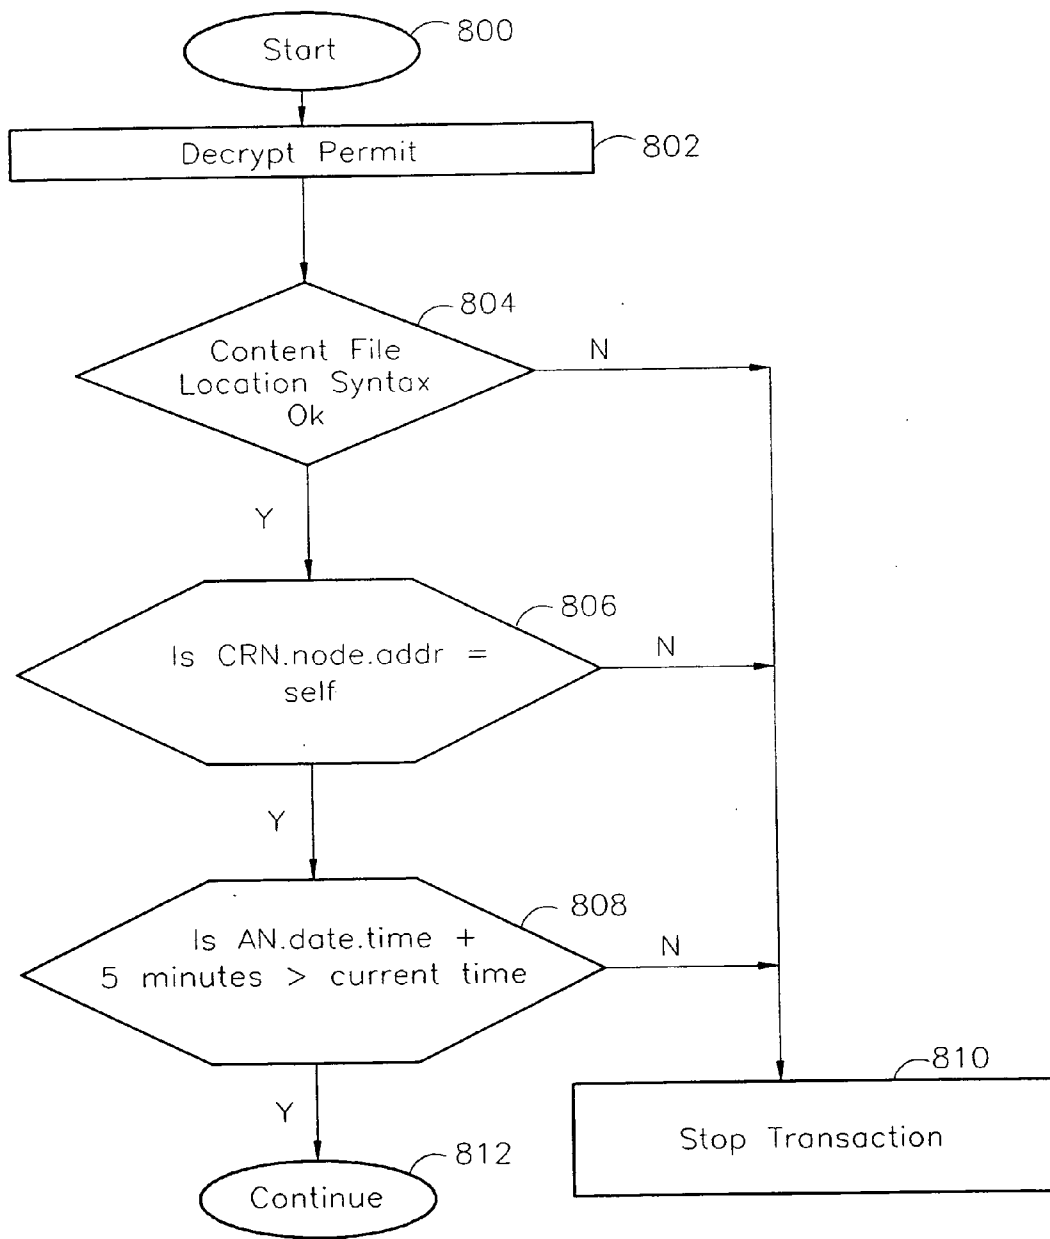 Start
800
Decrypt Permit
802
804
Content File
Location Syntax
Ok
N
Y
806
Is CRN.node.addr =
self
N
Y
808
Is AN.date.time +
5 minutes > current time
N
Y
810
Stop Transaction
812
Continue